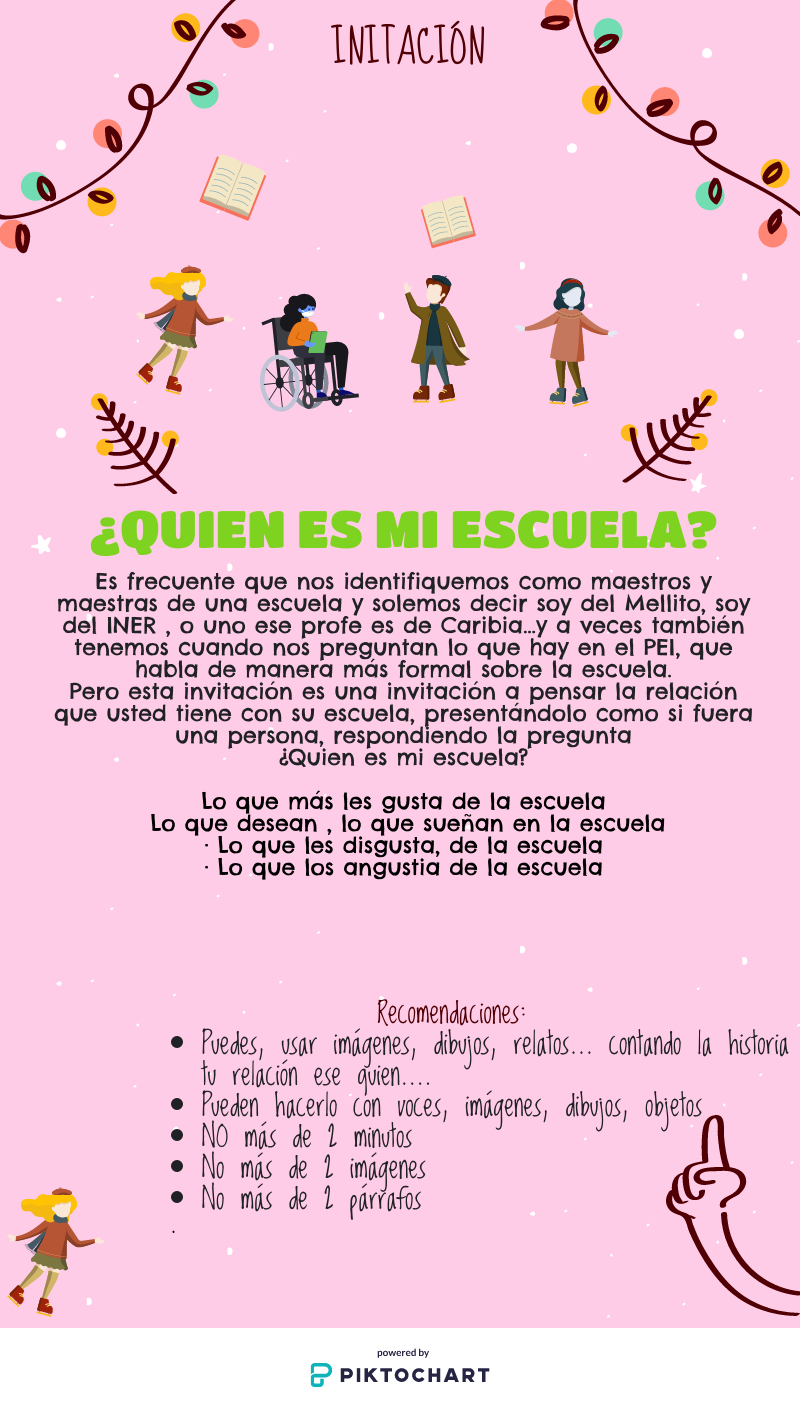 INITACIÓN
¿QUIEN ES MI ESCUELA?
Es frecuente que nos identifiquemos como maestros y
maestras de una escuela y solemos decir soy del Mellito, soy
del INER , o uno ese profe es de Caribia...y a veces también
tenemos cuando nos preguntan lo que hay en el PEI, que
habla de manera más formal sobre la escuela.
Pero esta invitación es una invitación a pensar la relación
que usted tiene con su escuela, presentándolo como si fuera
una persona, respondiendo la pregunta
¿Quien es mi escuela?
Lo que más les gusta de la escuela
Lo que desean , lo que sueñan en la escuela
· Lo que les disgusta, de la escuela
· Lo que los angustia de la escuela
Recomendaciones:
• Puedes, usar imágenes, dibujos, relatos... contando la historia
tu relación ese quien....
• Pueden hacerlo con voces, imágenes, dibujos, objetos
• NO más de 2 minutos
• No más de 2 imágenes
• No más de 2 párrafos
.
powered by
PIKTOCHART